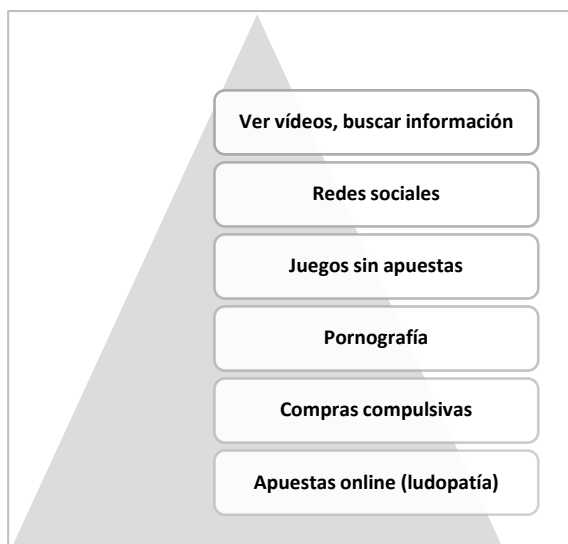 Ver vídeos, buscar información
Redes sociales
Juegos sin apuestas
Pornografía
Compras compulsivas
Apuestas online (ludopatía)